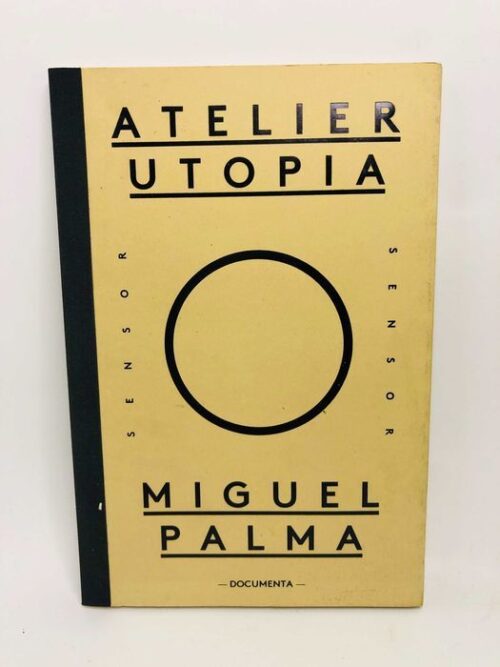 ATELIER
UTOPIA
SENSOR
SENSOR
MIGUEL
PALMA
— DOCUMENTA —